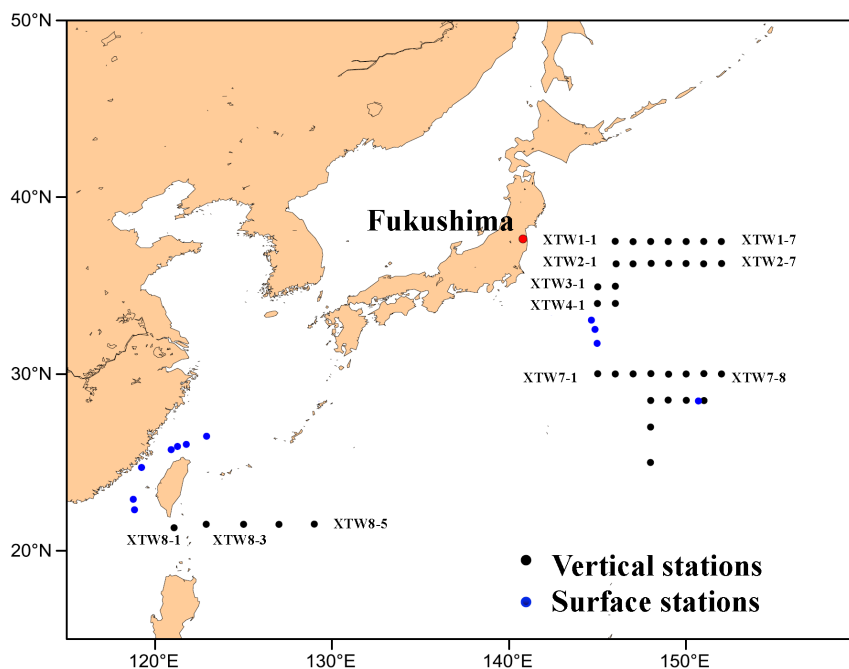 50°N
40°N
30°N
20°N
Fukushima
XTW1-1 XTW1-7
XTW2-1 XTW2-7
XTW3-1
XTW4-1
XTW7-1 XTW7-8
XTW8-5
XTW8-1 XTW8-3
Vertical stations
Surface stations
120°E 130°E 140°E 150°E